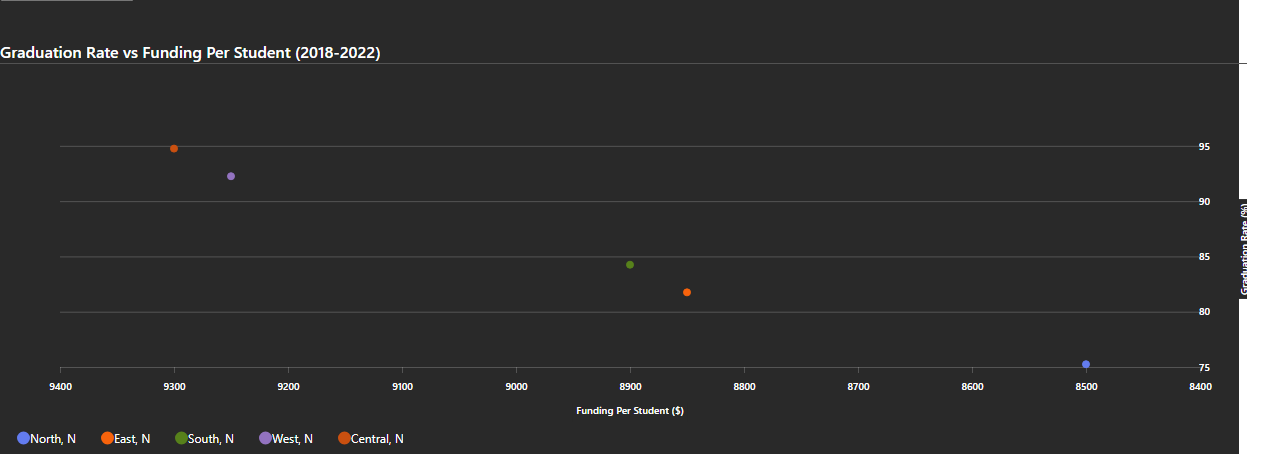 Graduation Rate vs Funding Per Student (2018-2022)
95
90
85
80
75
Graduation Rate (%)
9400 9300 9200 9100 9000 8900 8800 8700 8600 8500 8400
Funding Per Student ($)
North, N East, N South, N West, N Central, N